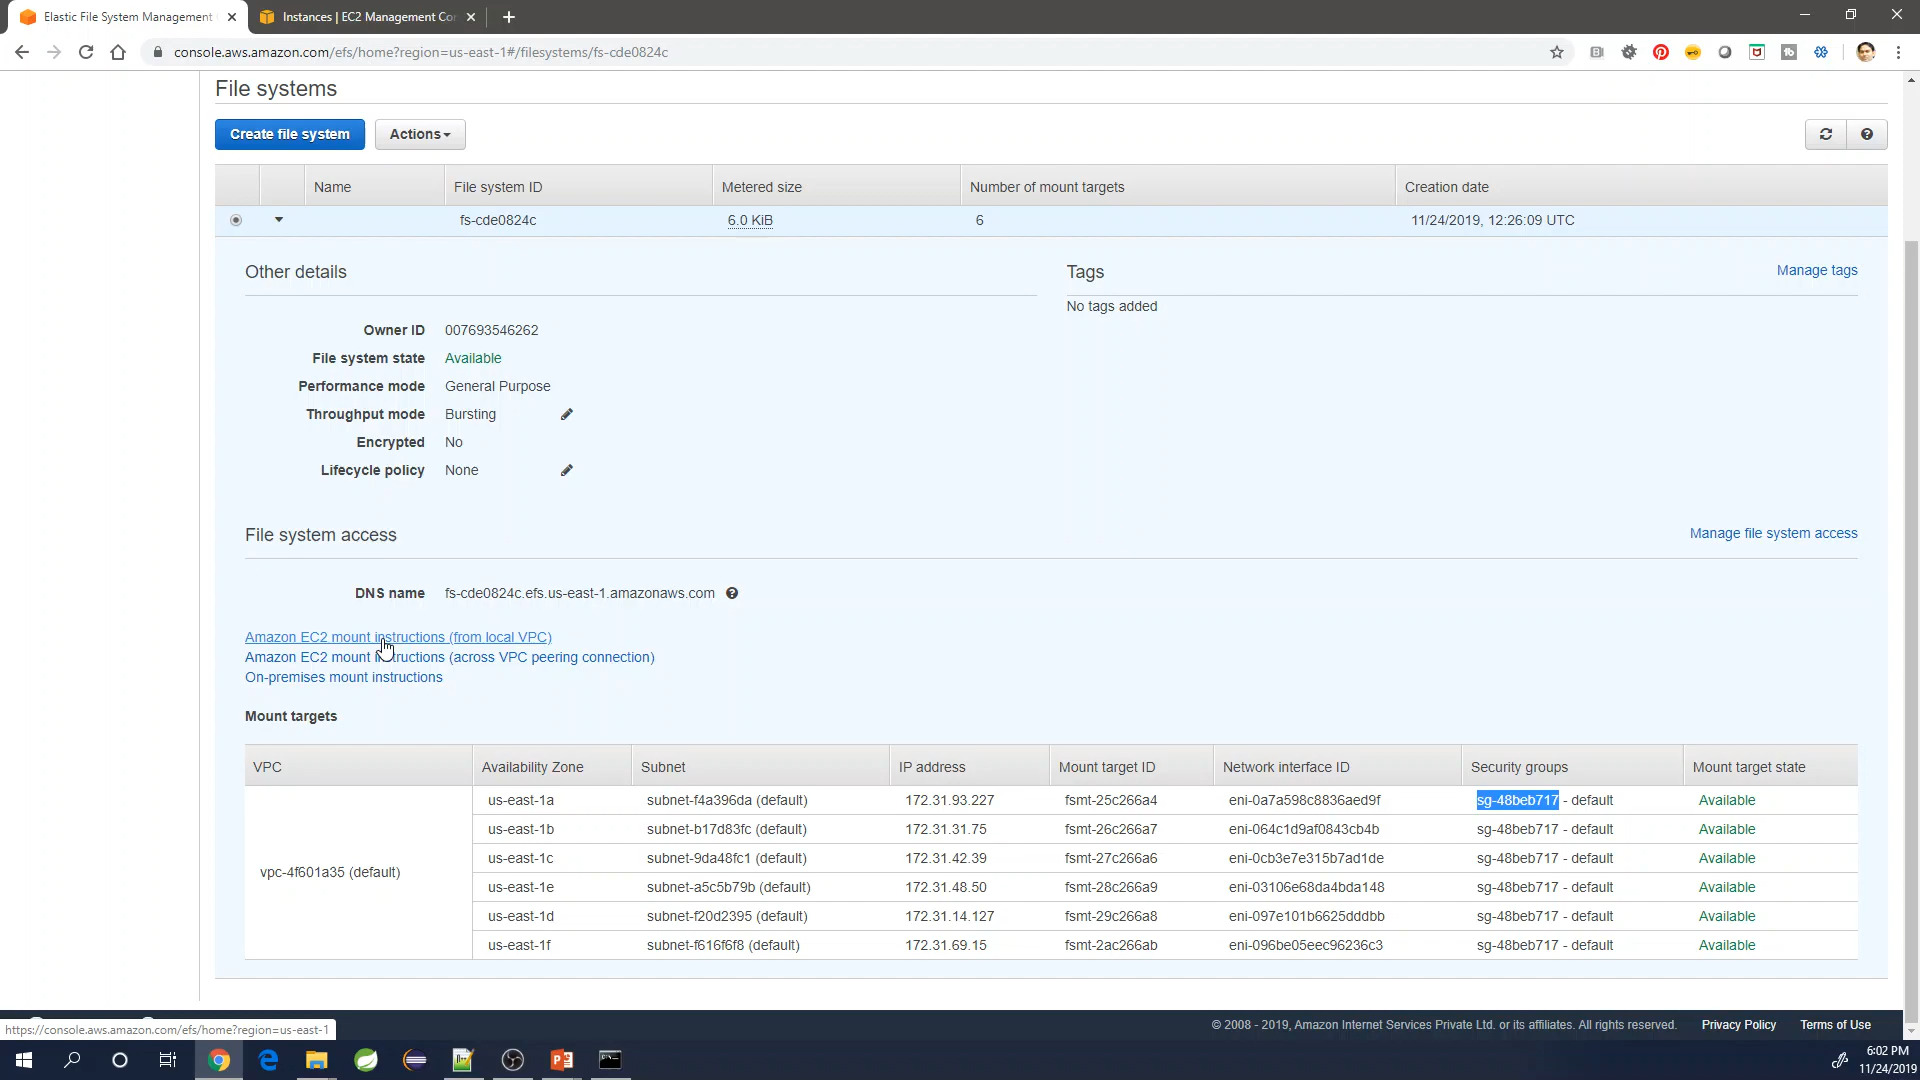 Elastic File System Management
Instances | EC2 Management Con
console.aws.amazon.com/efs/home?region=us-east-1#/filesystems/fs-cde0824c
File systems
Create file system
Actions
Name
File system ID
Metered size
Number of mount targets
Creation date
fs-cde0824c
6.0 KiB
6
11/24/2019, 12:26:09 UTC
Other details
Tags
Manage tags
No tags added
Owner ID 007693546262
File system state Available
Performance mode General Purpose
Throughput mode Bursting
Encrypted No
Lifecycle policy None
File system access
Manage file system access
DNS name fs-cde0824c.efs.us-east-1.amazonaws.com
Amazon EC2 mount instructions (from local VPC)
Amazon EC2 mount instructions (across VPC peering connection)
On-premises mount instructions
Mount targets
VPC Availability Zone Subnet IP address Mount target ID Network interface ID Security groups Mount target state
us-east-1a subnet-f4a396da (default) 172.31.93.227 fsmt-25c266a4 eni-0a7a598c8836aed9f sg-48beb717 - default Available
us-east-1b subnet-b17d83fc (default) 172.31.31.75 fsmt-26c266a7 eni-064c1d9af0843cb4b sg-48beb717 - default Available
us-east-1c subnet-9da48fc1 (default) 172.31.42.39 fsmt-27c266a6 eni-0cb3e7e315b7ad1de sg-48beb717 - default Available
vpc-4f601a35 (default)
us-east-1e subnet-a5c5b79b (default) 172.31.48.50 fsmt-28c266a9 eni-03106e68da4bda148 sg-48beb717 - default Available
us-east-1d subnet-f20d2395 (default) 172.31.14.127 fsmt-29c266a8 eni-097e101b6625dddbb sg-48beb717 - default Available
us-east-1f subnet-f616f6f8 (default) 172.31.69.15 fsmt-2ac266ab eni-096be05eec96236c3 sg-48beb717 - default Available
https://console.aws.amazon.com/efs/home?region=us-east-1
© 2008 - 2019, Amazon Internet Services Private Ltd. or its affiliates. All rights reserved.
Privacy Policy
Terms of Use
6:02 PM
11/24/2019